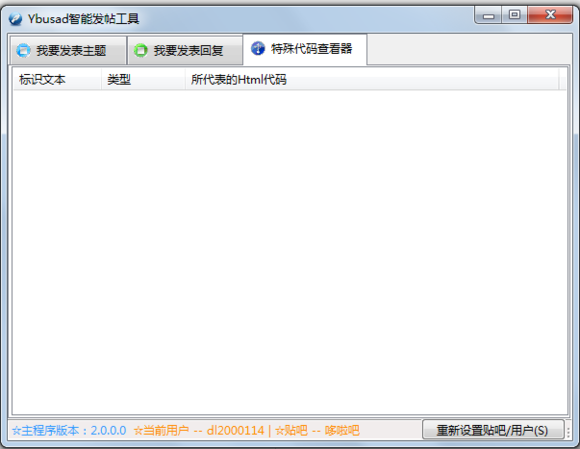 Ybusad智能发帖工具
我要发表主题 我要发表回复 特殊代码查看器
标识文本 类型 所代表的Html代码
☆主程序版本：2.0.0.0 ☆当前用户 -- dl2000114 | ☆贴吧 -- 哆啦吧 重新设置贴吧/用户(S)